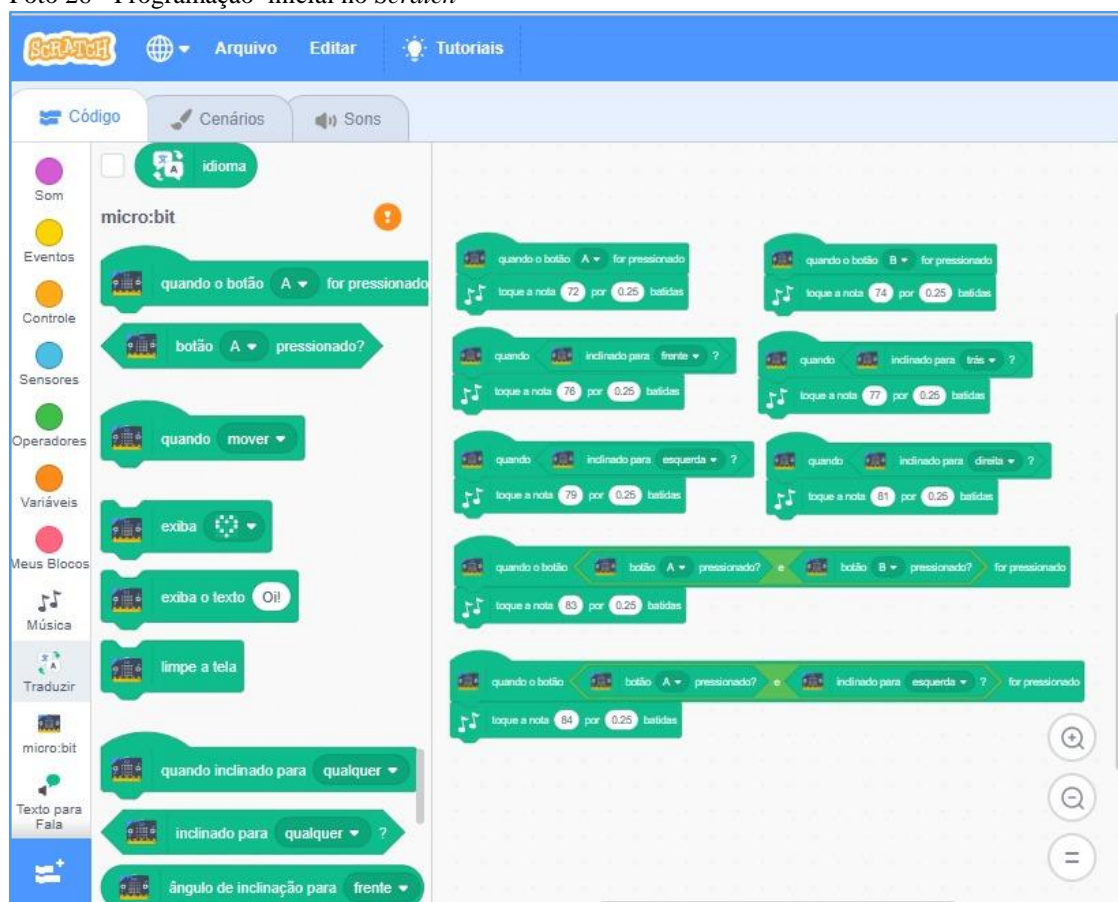 Foto 26 - Programação inicial no Scratch
SCRATCH Arquivo Editar Tutoriais
Código Cenários Sons
Som
Eventos
Controle
Sensores
Operadores
Variáveis
Meus Blocos
Música
Traduzir
micro:bit
Texto para
Fala
idioma
micro:bit
quando o botão A for pressionado
botão A pressionado?
quando mover
exiba
exiba o texto Oi!
limpe a tela
quando inclinado para qualquer
inclinado para qualquer ?
ângulo de inclinação para frente
quando o botão A for pressionado
toque a nota 72 por 0.25 batidas
quando o botão B for pressionado
toque a nota 74 por 0.25 batidas
quando inclinado para frente ?
toque a nota 76 por 0.25 batidas
quando inclinado para trás ?
toque a nota 77 por 0.25 batidas
quando inclinado para esquerda ?
toque a nota 79 por 0.25 batidas
quando inclinado para direita ?
toque a nota 81 por 0.25 batidas
quando o botão botão A pressionado? e botão B pressionado? for pressionado
toque a nota 83 por 0.25 batidas
quando o botão botão A pressionado? e inclinado para esquerda ? for pressionado
toque a nota 84 por 0.25 batidas